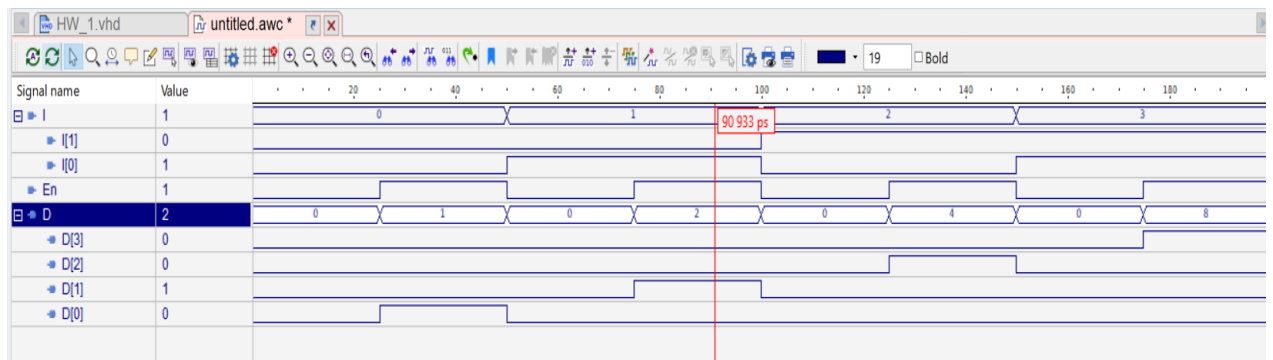 HW_1.vhd untitled.awc *
19 Bold
Signal name Value 20 40 60 80 100 120 140 160 180
I 1 0 1 2 3
90 933 ps
I[1] 0
I[0] 1
En 1
D 2 0 1 0 2 0 4 0 8
D[3] 0
D[2] 0
D[1] 1
D[0] 0